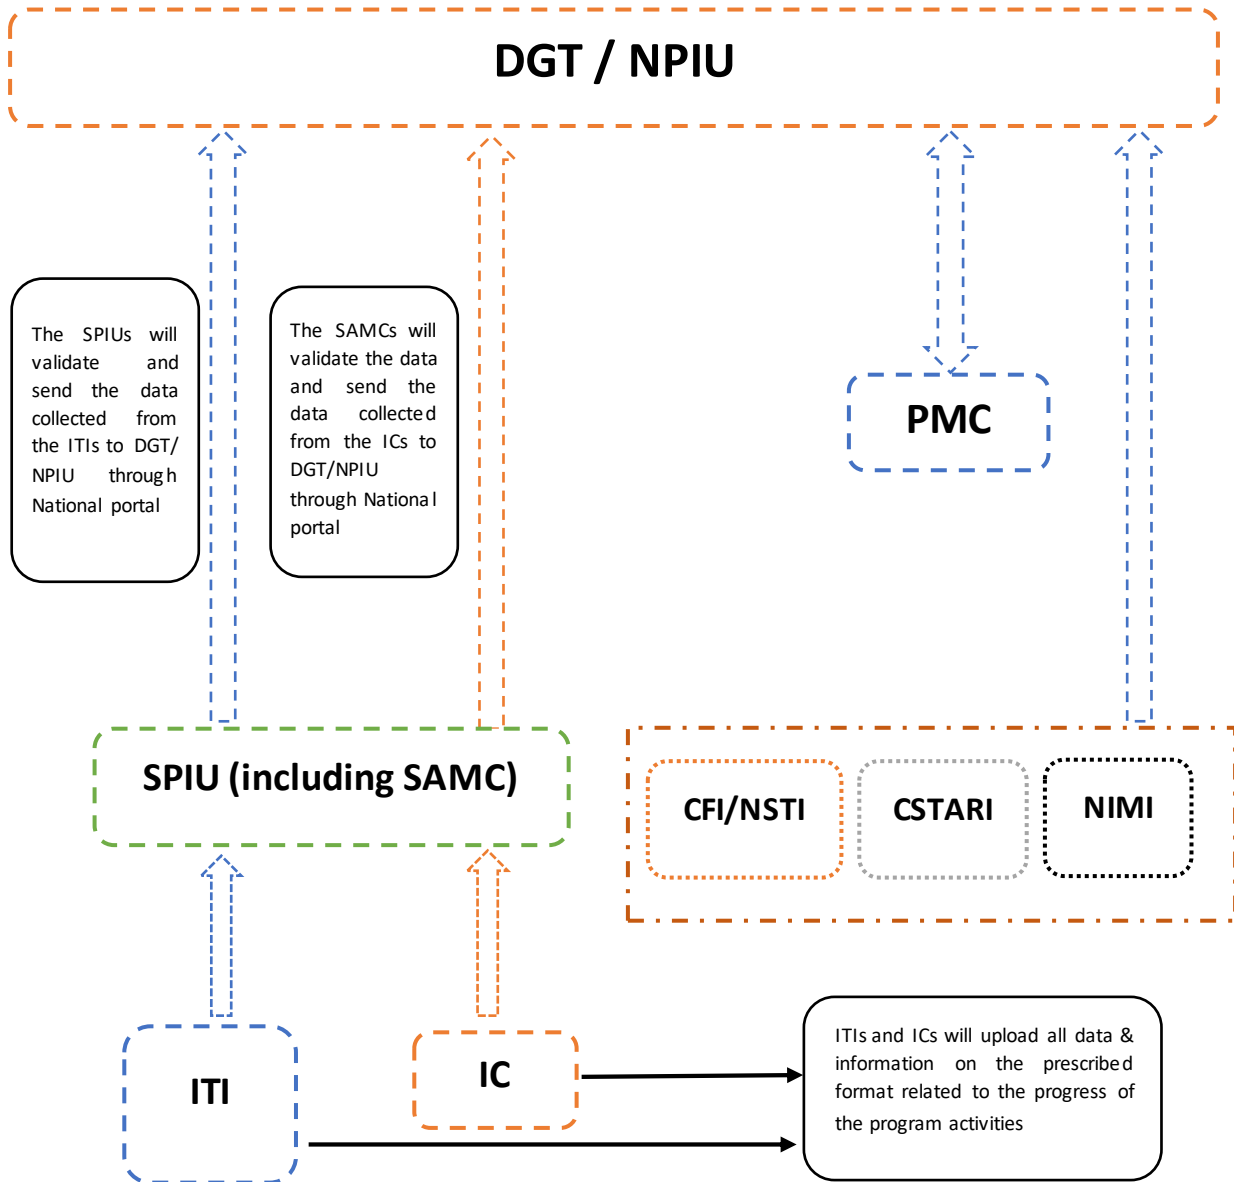 DGT / NPIU
The SPIUs will
validate and
send the data
collected from
the ITIs to DGT/
NPIU through
National portal
The SAMCs will
validate the data
and send the
data collected
from the ICs to
DGT/NPIU
through National
portal
PMC
SPIU (including SAMC)
CFI/NSTI
CSTARI
NIMI
ITI
IC
ITIs and ICs will upload all data &
information on the prescribed
format related to the progress of
the program activities